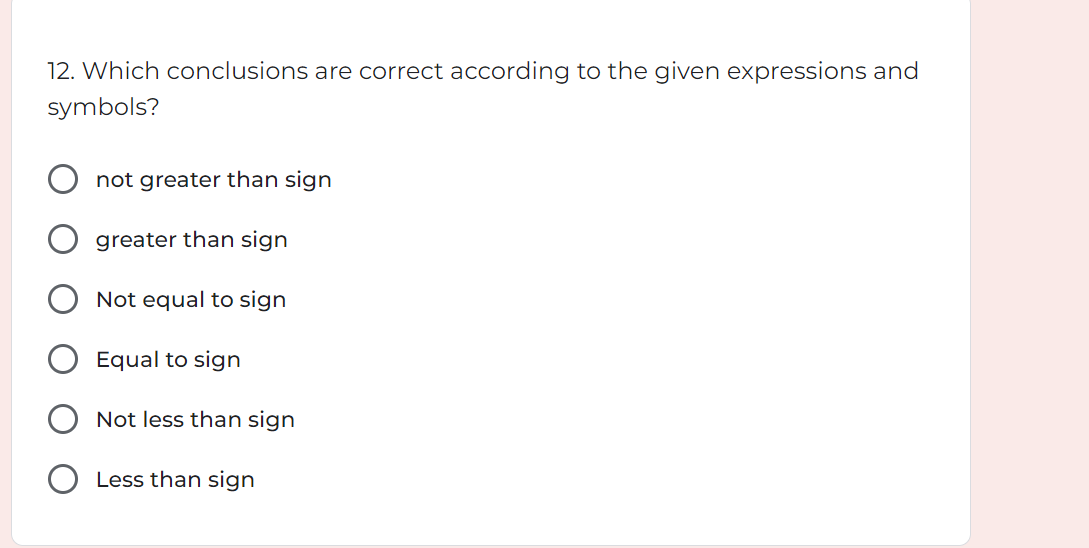 12. Which conclusions are correct according to the given expressions and
symbols?
not greater than sign
greater than sign
Not equal to sign
Equal to sign
Not less than sign
Less than sign